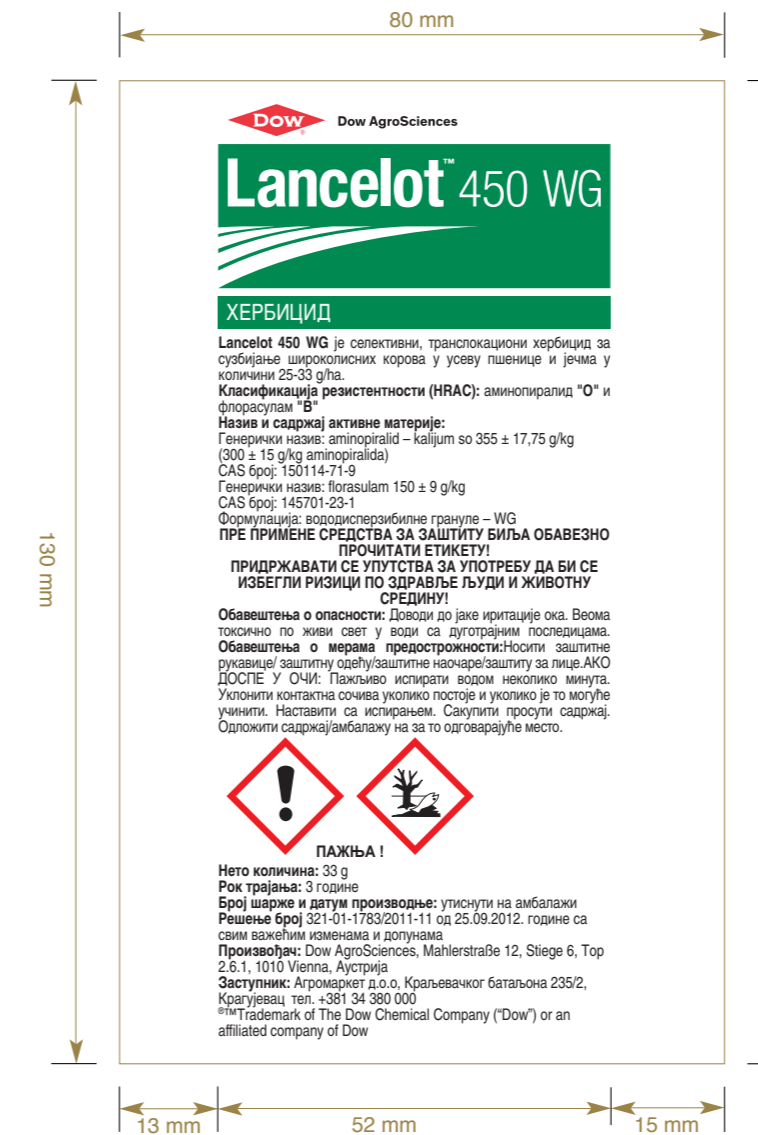 80 mm
Dow
®
Dow AgroSciences
Lancelot™ 450 WG
ХЕРБИЦИД
Lancelot 450 WG је селективни, транслокациони хербицид за
сузбијање широколисних корова у усеву пшенице и јечма у
количини 25-33 g/ha.
Класификација резистентности (HRAC): аминопиралид "O" и
флорасулам "B"
Назив и садржај активне материје:
Генерички назив: aminopiralid – kalijum so 355 ± 17,75 g/kg
(300 ± 15 g/kg aminopiralida)
CAS број: 150114-71-9
Генерички назив: florasulam 150 ± 9 g/kg
CAS број: 145701-23-1
Формулација: вододисперзибилне грануле – WG
ПРЕ ПРИМЕНЕ СРЕДСТВА ЗА ЗАШТИТУ БИЉА ОБАВЕЗНО
ПРОЧИТАТИ ЕТИКЕТУ!
ПРИДРЖАВАТИ СЕ УПУТСТВА ЗА УПОТРЕБУ ДА БИ СЕ
ИЗБЕГЛИ РИЗИЦИ ПО ЗДРАВЉЕ ЉУДИ И ЖИВОТНУ
СРЕДИНУ!
Обавештења о опасности: Доводи до јаке иритације ока. Веома
токсично по живи свет у води са дуготрајним последицама.
Обавештења о мерама предострожности:Носити заштитне
рукавице/ заштитну одећу/заштитне наочаре/заштиту за лице.АКО
ДОСПЕ У ОЧИ: Пажљиво испирати водом неколико минута.
Уклонити контактна сочива уколико постоје и уколико је то могуће
учинити. Наставити са испирањем. Сакупити просути садржај.
Одложити садржај/амбалажу на за то одговарајуће место.
ПАЖЊА !
Нето количина: 33 g
Рок трајања: 3 године
Број шарже и датум производње: утиснути на амбалажи
Решење број 321-01-1783/2011-11 од 25.09.2012. године са
свим важећим изменама и допунама
Произвођач: Dow AgroSciences, Mahlerstraße 12, Stiege 6, Top
2.6.1, 1010 Vienna, Аустрија
Заступник: Агромаркет д.о.о, Краљевачког батаљона 235/2,
Крагујевац тел. +381 34 380 000
®™Trademark of The Dow Chemical Company (“Dow”) or an
affiliated company of Dow
130 mm
13 mm
52 mm
15 mm